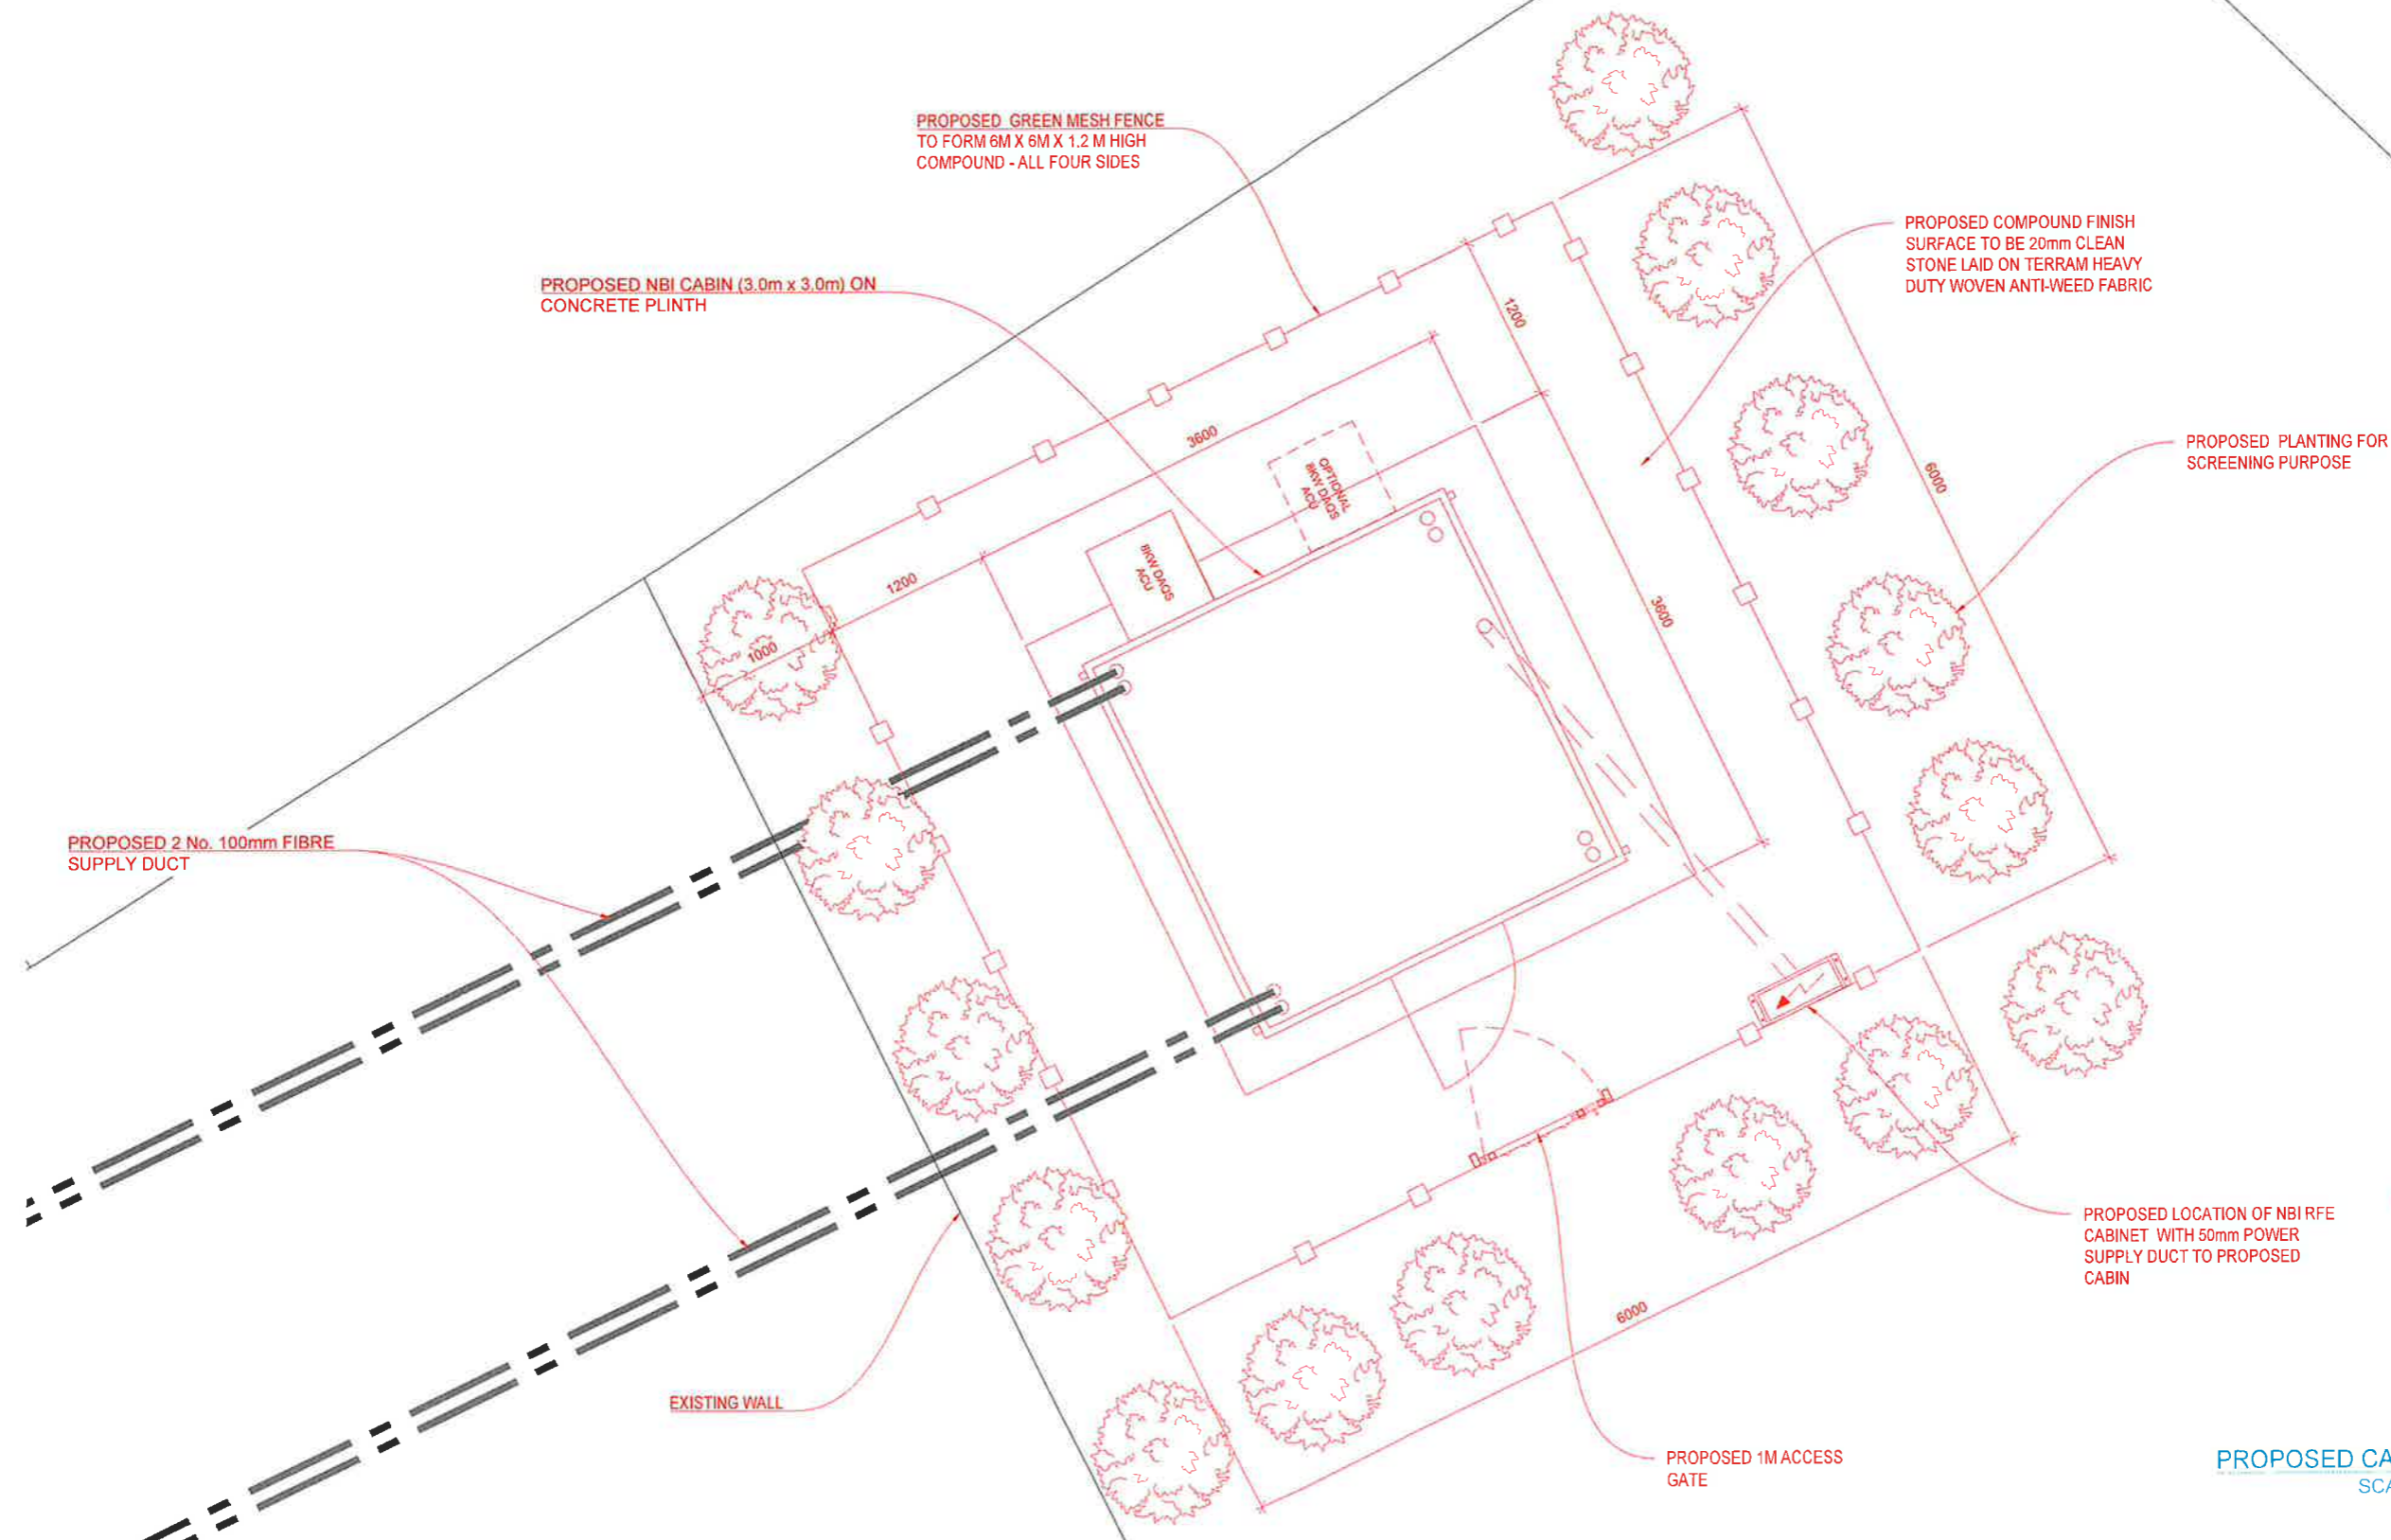 PROPOSED GREEN MESH FENCE
TO FORM 6M X 6M X 1.2 M HIGH
COMPOUND - ALL FOUR SIDES
PROPOSED COMPOUND FINISH
SURFACE TO BE 20mm CLEAN
STONE LAID ON TERRAM HEAVY
DUTY WOVEN ANTI-WEED FABRIC
PROPOSED NBI CABIN (3.0m x 3.0m) ON
CONCRETE PLINTH
1200
3600
PROPOSED PLANTING FOR
SCREENING PURPOSE
6000
OPTIONAL
8KW DAQS
ACU
8KW DAQS
ACU
1200
3600
1000
PROPOSED 2 No. 100mm FIBRE
SUPPLY DUCT
PROPOSED LOCATION OF NBI RFE
CABINET WITH 50mm POWER
SUPPLY DUCT TO PROPOSED
CABIN
6000
EXISTING WALL
PROPOSED 1M ACCESS
GATE
PROPOSED CA
SCA